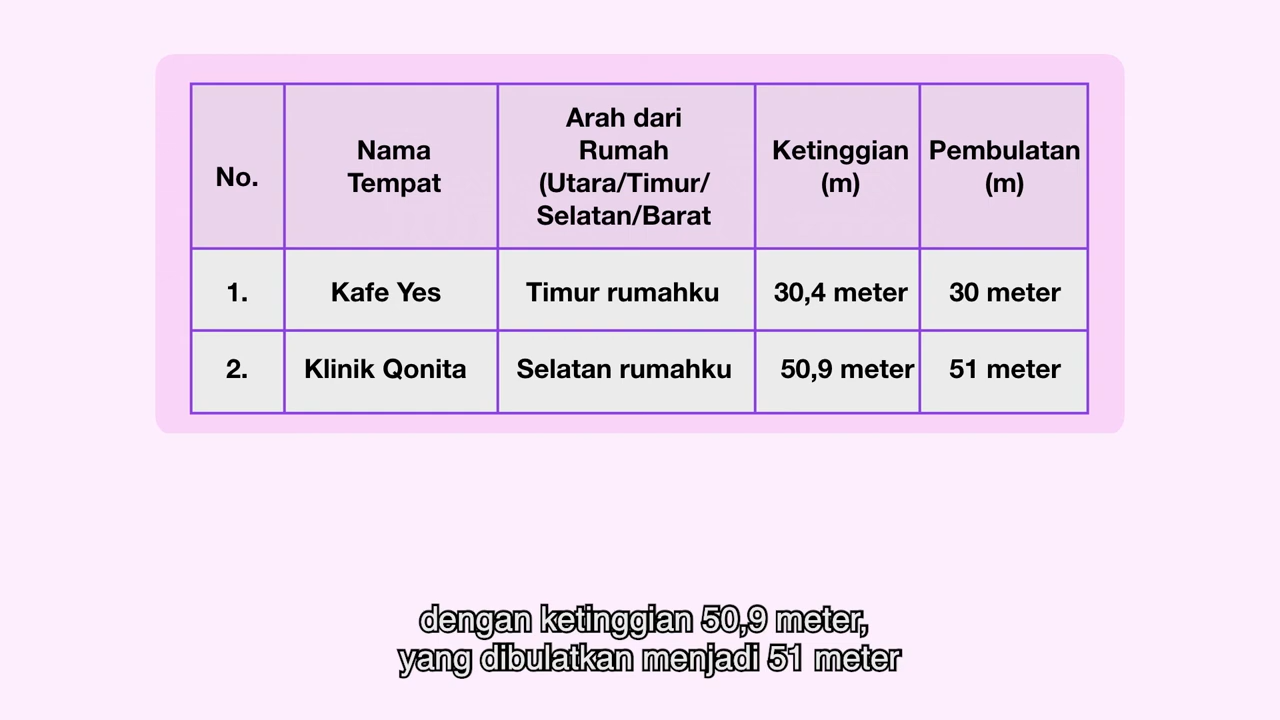 No.
Nama
Tempat
Arah dari
Rumah
(Utara/Timur/
Selatan/Barat
Ketinggian
(m)
Pembulatan
(m)
1.
Kafe Yes
Timur rumahku
30,4 meter
30 meter
2.
Klinik Qonita
Selatan rumahku
50,9 meter
51 meter
dengan ketinggian 50,9 meter,
yang dibulatkan menjadi 51 meter